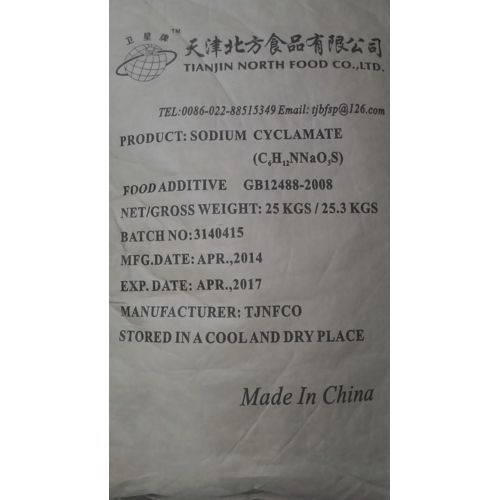 卫星牌 TM
天津北方食品有限公司
TIANJIN NORTH FOOD CO.,LTD.
TEL:0086-022-88515349 Email: tjbfsp@126.com
PRODUCT: SODIUM CYCLAMATE
(C₆H₁₂NNaO₃S)
FOOD ADDITIVE GB12488-2008
NET/GROSS WEIGHT: 25 KGS / 25.3 KGS
BATCH NO:3140415
MFG.DATE: APR.,2014
EXP. DATE: APR.,2017
MANUFACTURER: TJNFCO
STORED IN A COOL AND DRY PLACE
Made In China